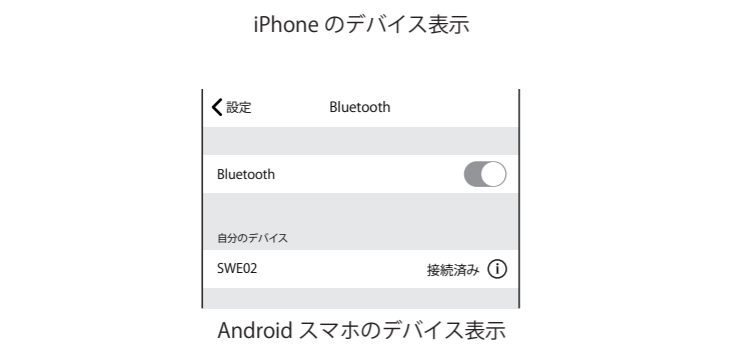 iPhone のデバイス表示
設定 Bluetooth
Bluetooth
自分のデバイス
SWE02 接続済み i
Android スマホのデバイス表示